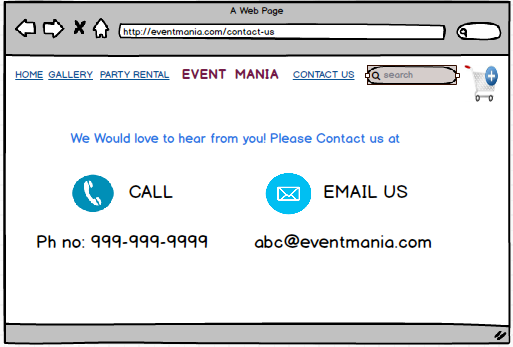 A Web Page
http://eventmania.com/contact-us
HOME GALLERY PARTY RENTAL EVENT MANIA CONTACT US search
We Would love to hear from you! Please Contact us at
CALL EMAIL US
Ph no: 999-999-9999 abc@eventmania.com